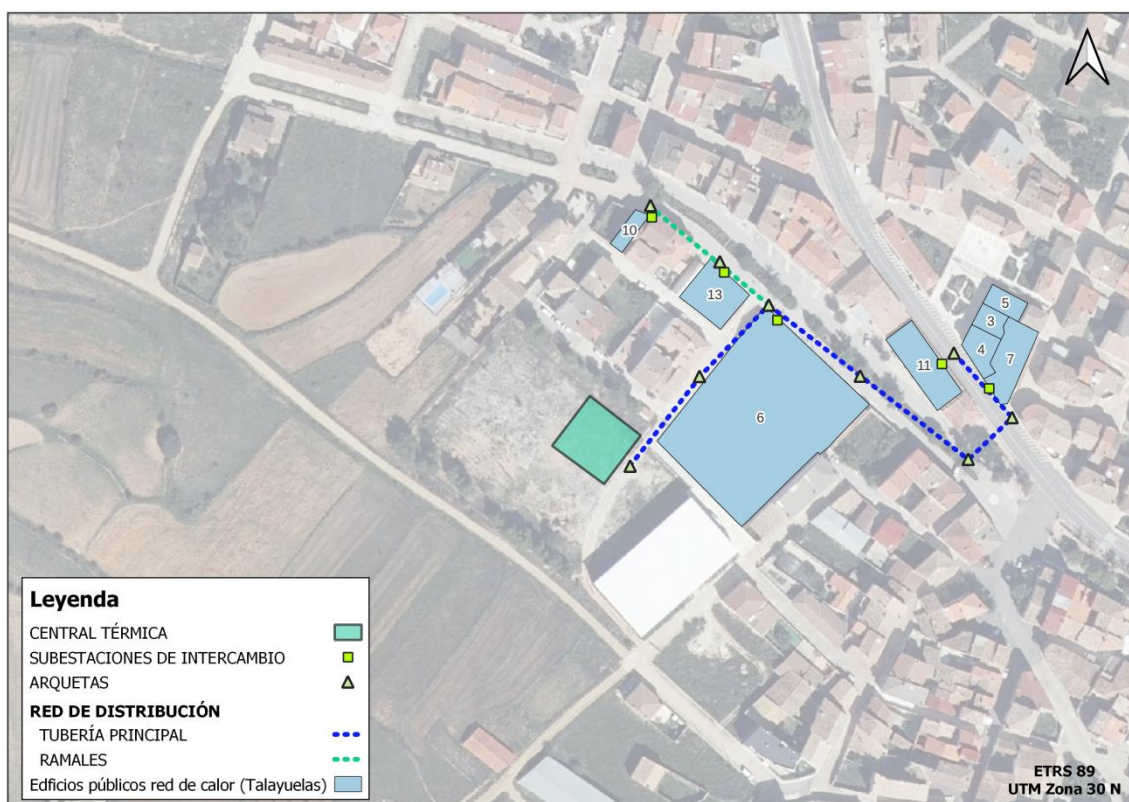 10
13
5
3
4
7
11
6
Leyenda
CENTRAL TÉRMICA
SUBESTACIONES DE INTERCAMBIO
ARQUETAS
RED DE DISTRIBUCIÓN
TUBERÍA PRINCIPAL
RAMALES
Edficios públicos red de calor (Talayuelas)
ETRS 89
UTM Zona 30 N